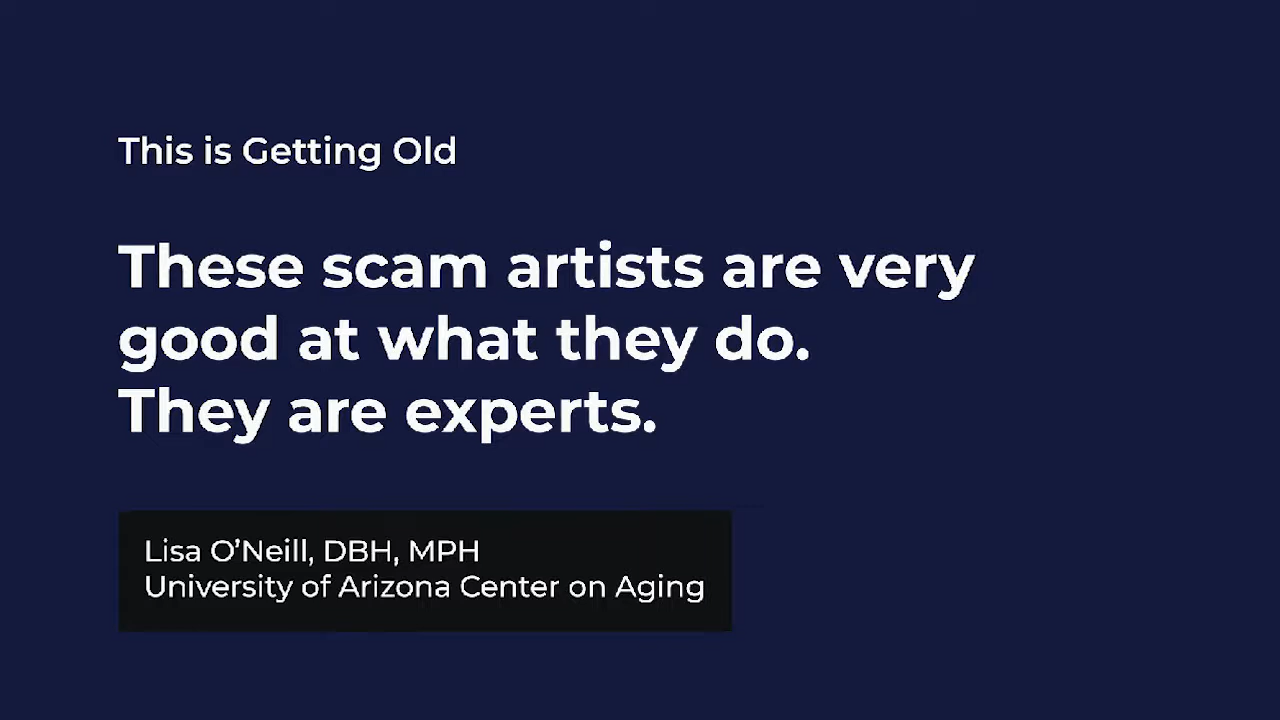 This is Getting Old
These scam artists are very
good at what they do.
They are experts.
Lisa O’Neill, DBH, MPH
University of Arizona Center on Aging